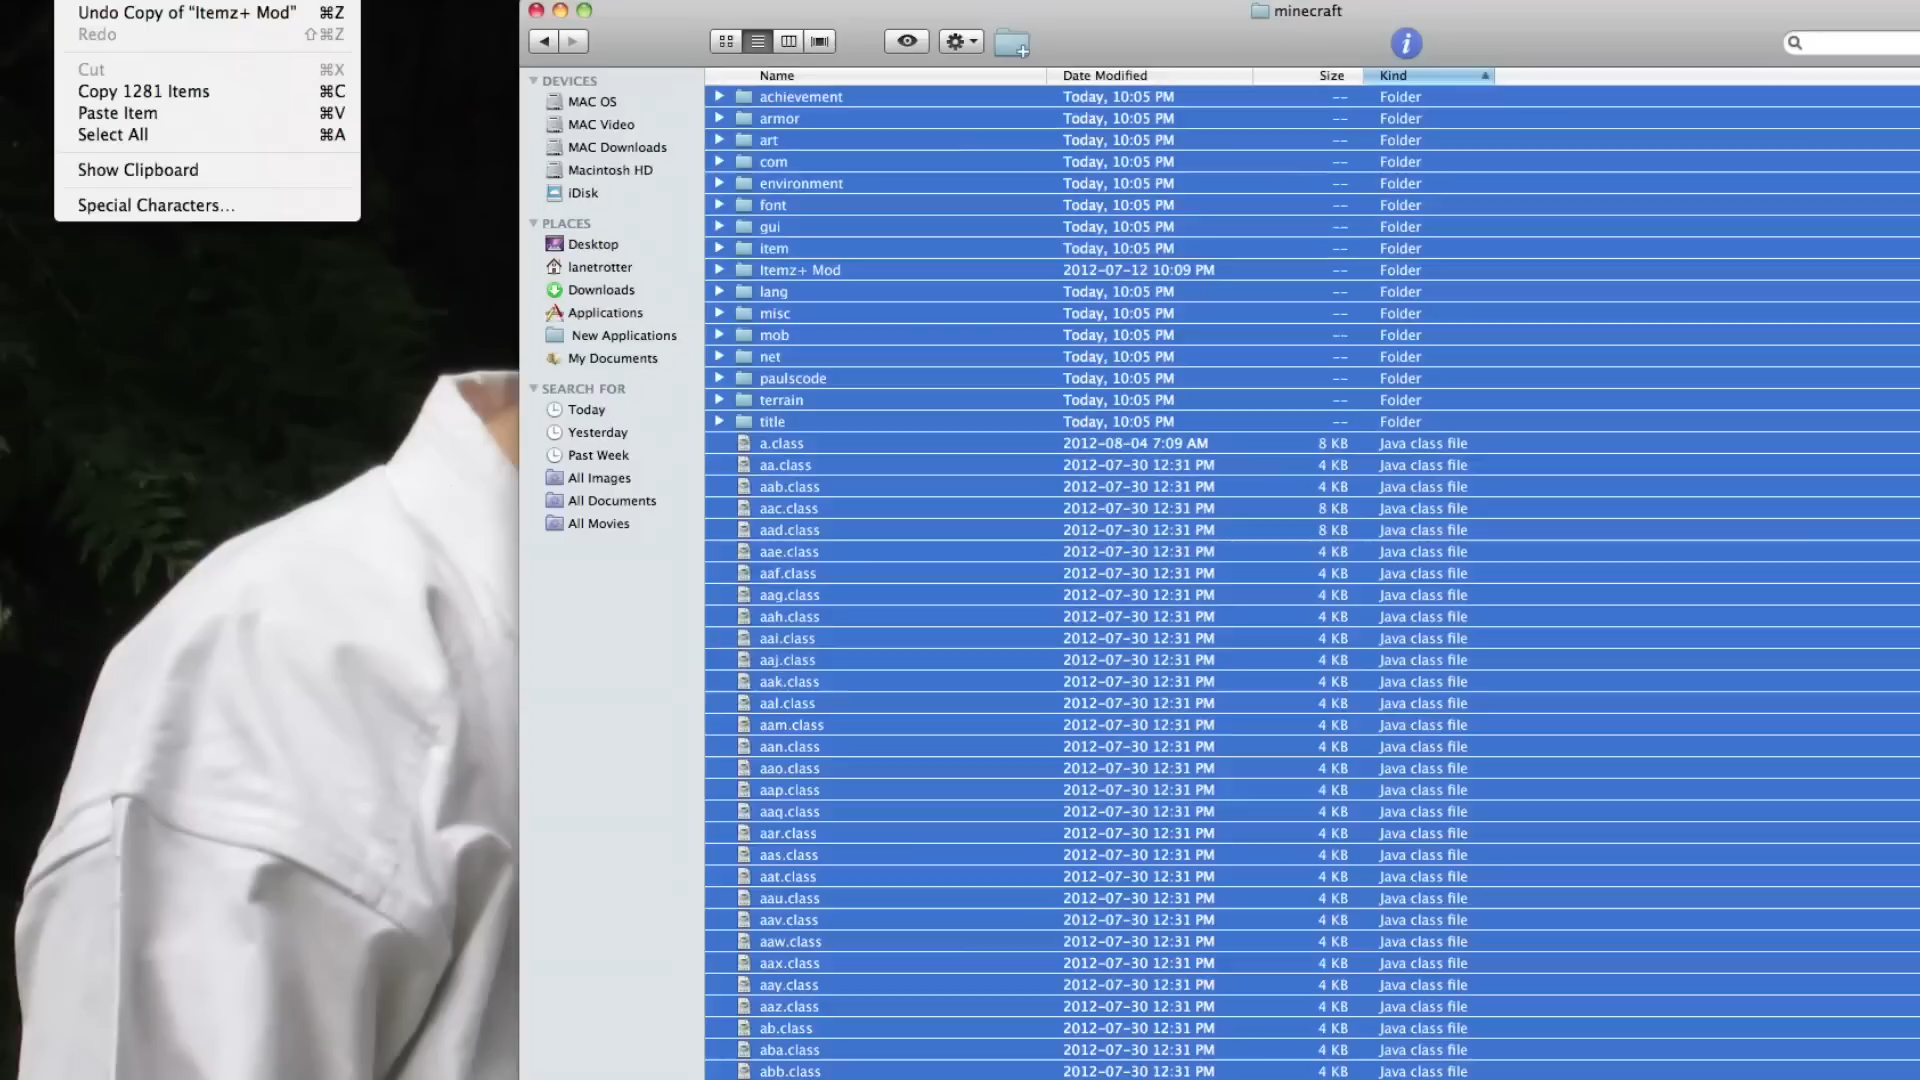 Undo Copy of “Itemz+ Mod” ⌘Z
Redo ⇧⌘Z
Cut ⌘X
Copy 1281 Items ⌘C
Paste Item ⌘V
Select All ⌘A
Show Clipboard
Special Characters…
minecraft
DEVICES
MAC OS
MAC Video
MAC Downloads
Macintosh HD
iDisk
PLACES
Desktop
lanetrotter
Downloads
Applications
New Applications
My Documents
SEARCH FOR
Today
Yesterday
Past Week
All Images
All Documents
All Movies
Name Date Modified Size Kind
achievement Today, 10:05 PM -- Folder
armor Today, 10:05 PM -- Folder
art Today, 10:05 PM -- Folder
com Today, 10:05 PM -- Folder
environment Today, 10:05 PM -- Folder
font Today, 10:05 PM -- Folder
gui Today, 10:05 PM -- Folder
item Today, 10:05 PM -- Folder
Itemz+ Mod 2012-07-12 10:09 PM -- Folder
lang Today, 10:05 PM -- Folder
misc Today, 10:05 PM -- Folder
mob Today, 10:05 PM -- Folder
net Today, 10:05 PM -- Folder
paulscode Today, 10:05 PM -- Folder
terrain Today, 10:05 PM -- Folder
title Today, 10:05 PM -- Folder
a.class 2012-08-04 7:09 AM 8 KB Java class file
aa.class 2012-07-30 12:31 PM 4 KB Java class file
aab.class 2012-07-30 12:31 PM 4 KB Java class file
aac.class 2012-07-30 12:31 PM 8 KB Java class file
aad.class 2012-07-30 12:31 PM 8 KB Java class file
aae.class 2012-07-30 12:31 PM 4 KB Java class file
aaf.class 2012-07-30 12:31 PM 4 KB Java class file
aag.class 2012-07-30 12:31 PM 4 KB Java class file
aah.class 2012-07-30 12:31 PM 4 KB Java class file
aai.class 2012-07-30 12:31 PM 4 KB Java class file
aaj.class 2012-07-30 12:31 PM 4 KB Java class file
aak.class 2012-07-30 12:31 PM 4 KB Java class file
aal.class 2012-07-30 12:31 PM 4 KB Java class file
aam.class 2012-07-30 12:31 PM 4 KB Java class file
aan.class 2012-07-30 12:31 PM 4 KB Java class file
aao.class 2012-07-30 12:31 PM 4 KB Java class file
aap.class 2012-07-30 12:31 PM 4 KB Java class file
aaq.class 2012-07-30 12:31 PM 4 KB Java class file
aar.class 2012-07-30 12:31 PM 4 KB Java class file
aas.class 2012-07-30 12:31 PM 4 KB Java class file
aat.class 2012-07-30 12:31 PM 4 KB Java class file
aau.class 2012-07-30 12:31 PM 4 KB Java class file
aav.class 2012-07-30 12:31 PM 4 KB Java class file
aaw.class 2012-07-30 12:31 PM 4 KB Java class file
aax.class 2012-07-30 12:31 PM 4 KB Java class file
aay.class 2012-07-30 12:31 PM 4 KB Java class file
aaz.class 2012-07-30 12:31 PM 4 KB Java class file
ab.class 2012-07-30 12:31 PM 4 KB Java class file
aba.class 2012-07-30 12:31 PM 4 KB Java class file
abb.class 2012-07-30 12:31 PM 4 KB Java class file